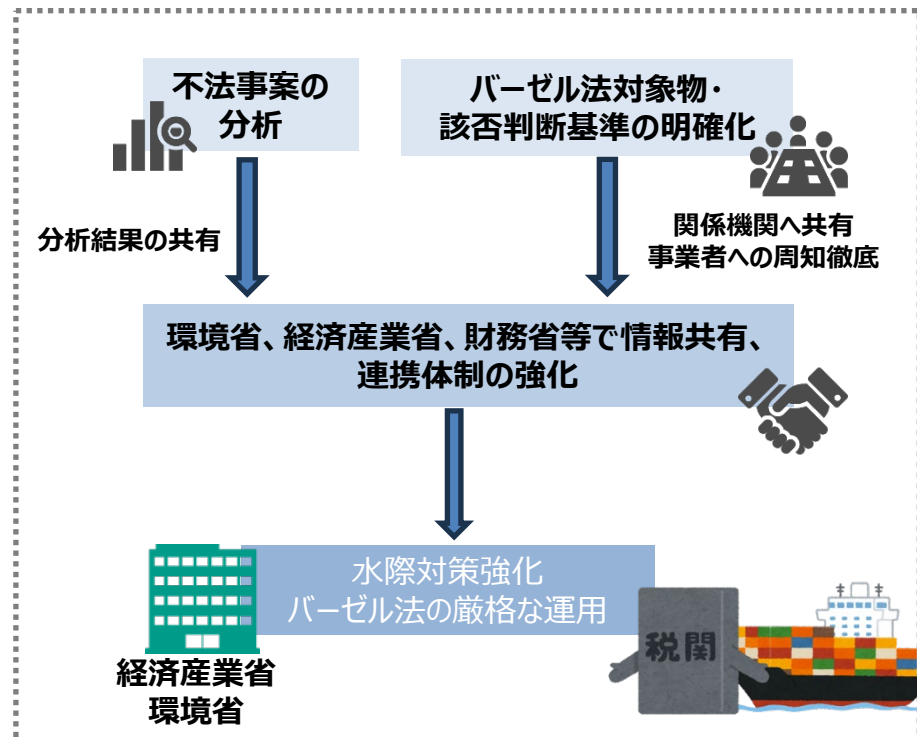 不法事案の
分析
バーゼル法対象物・
該否判断基準の明確化
分析結果の共有
関係機関へ共有
事業者への周知徹底
環境省、経済産業省、財務省等で情報共有、
連携体制の強化
水際対策強化
バーゼル法の厳格な運用
税関
経済産業省
環境省